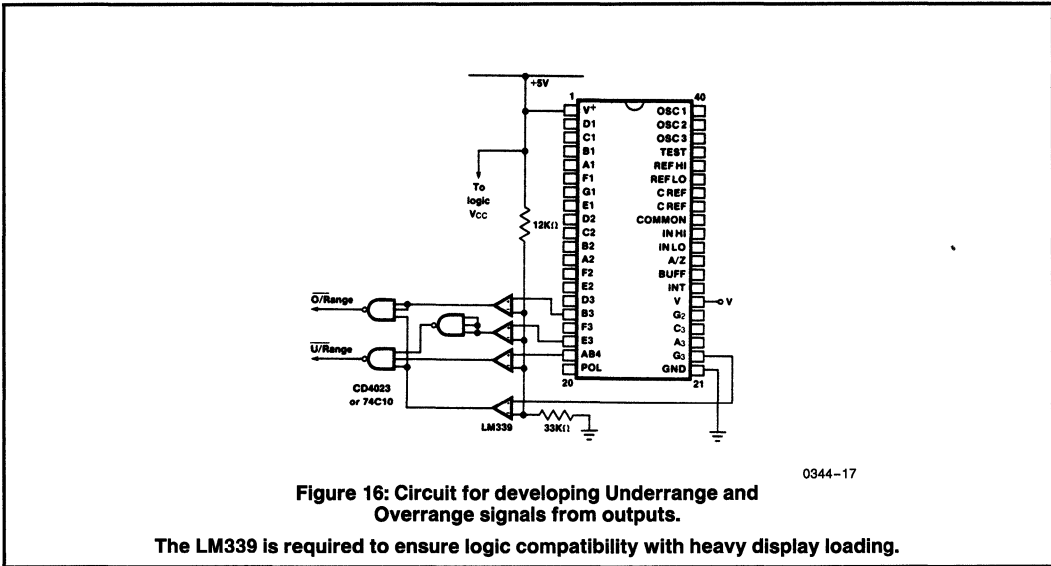 +5V
1
40
V+
D1
C1
B1
A1
F1
G1
E1
D2
C2
B2
A2
F2
E2
D3
B3
F3
E3
AB4
POL
20
OSC 1
OSC 2
OSC 3
TEST
REF HI
REF LO
C REF
C REF
COMMON
IN HI
IN LO
A/Z
BUFF
INT
V
G2
C3
A3
G3
GND
21
V
To
logic
VCC
12KΩ
O/Range
U/Range
CD4023
or 74C10
LM339
33KΩ
0344-17
Figure 16: Circuit for developing Underrange and
Overrange signals from outputs.
The LM339 is required to ensure logic compatibility with heavy display loading.